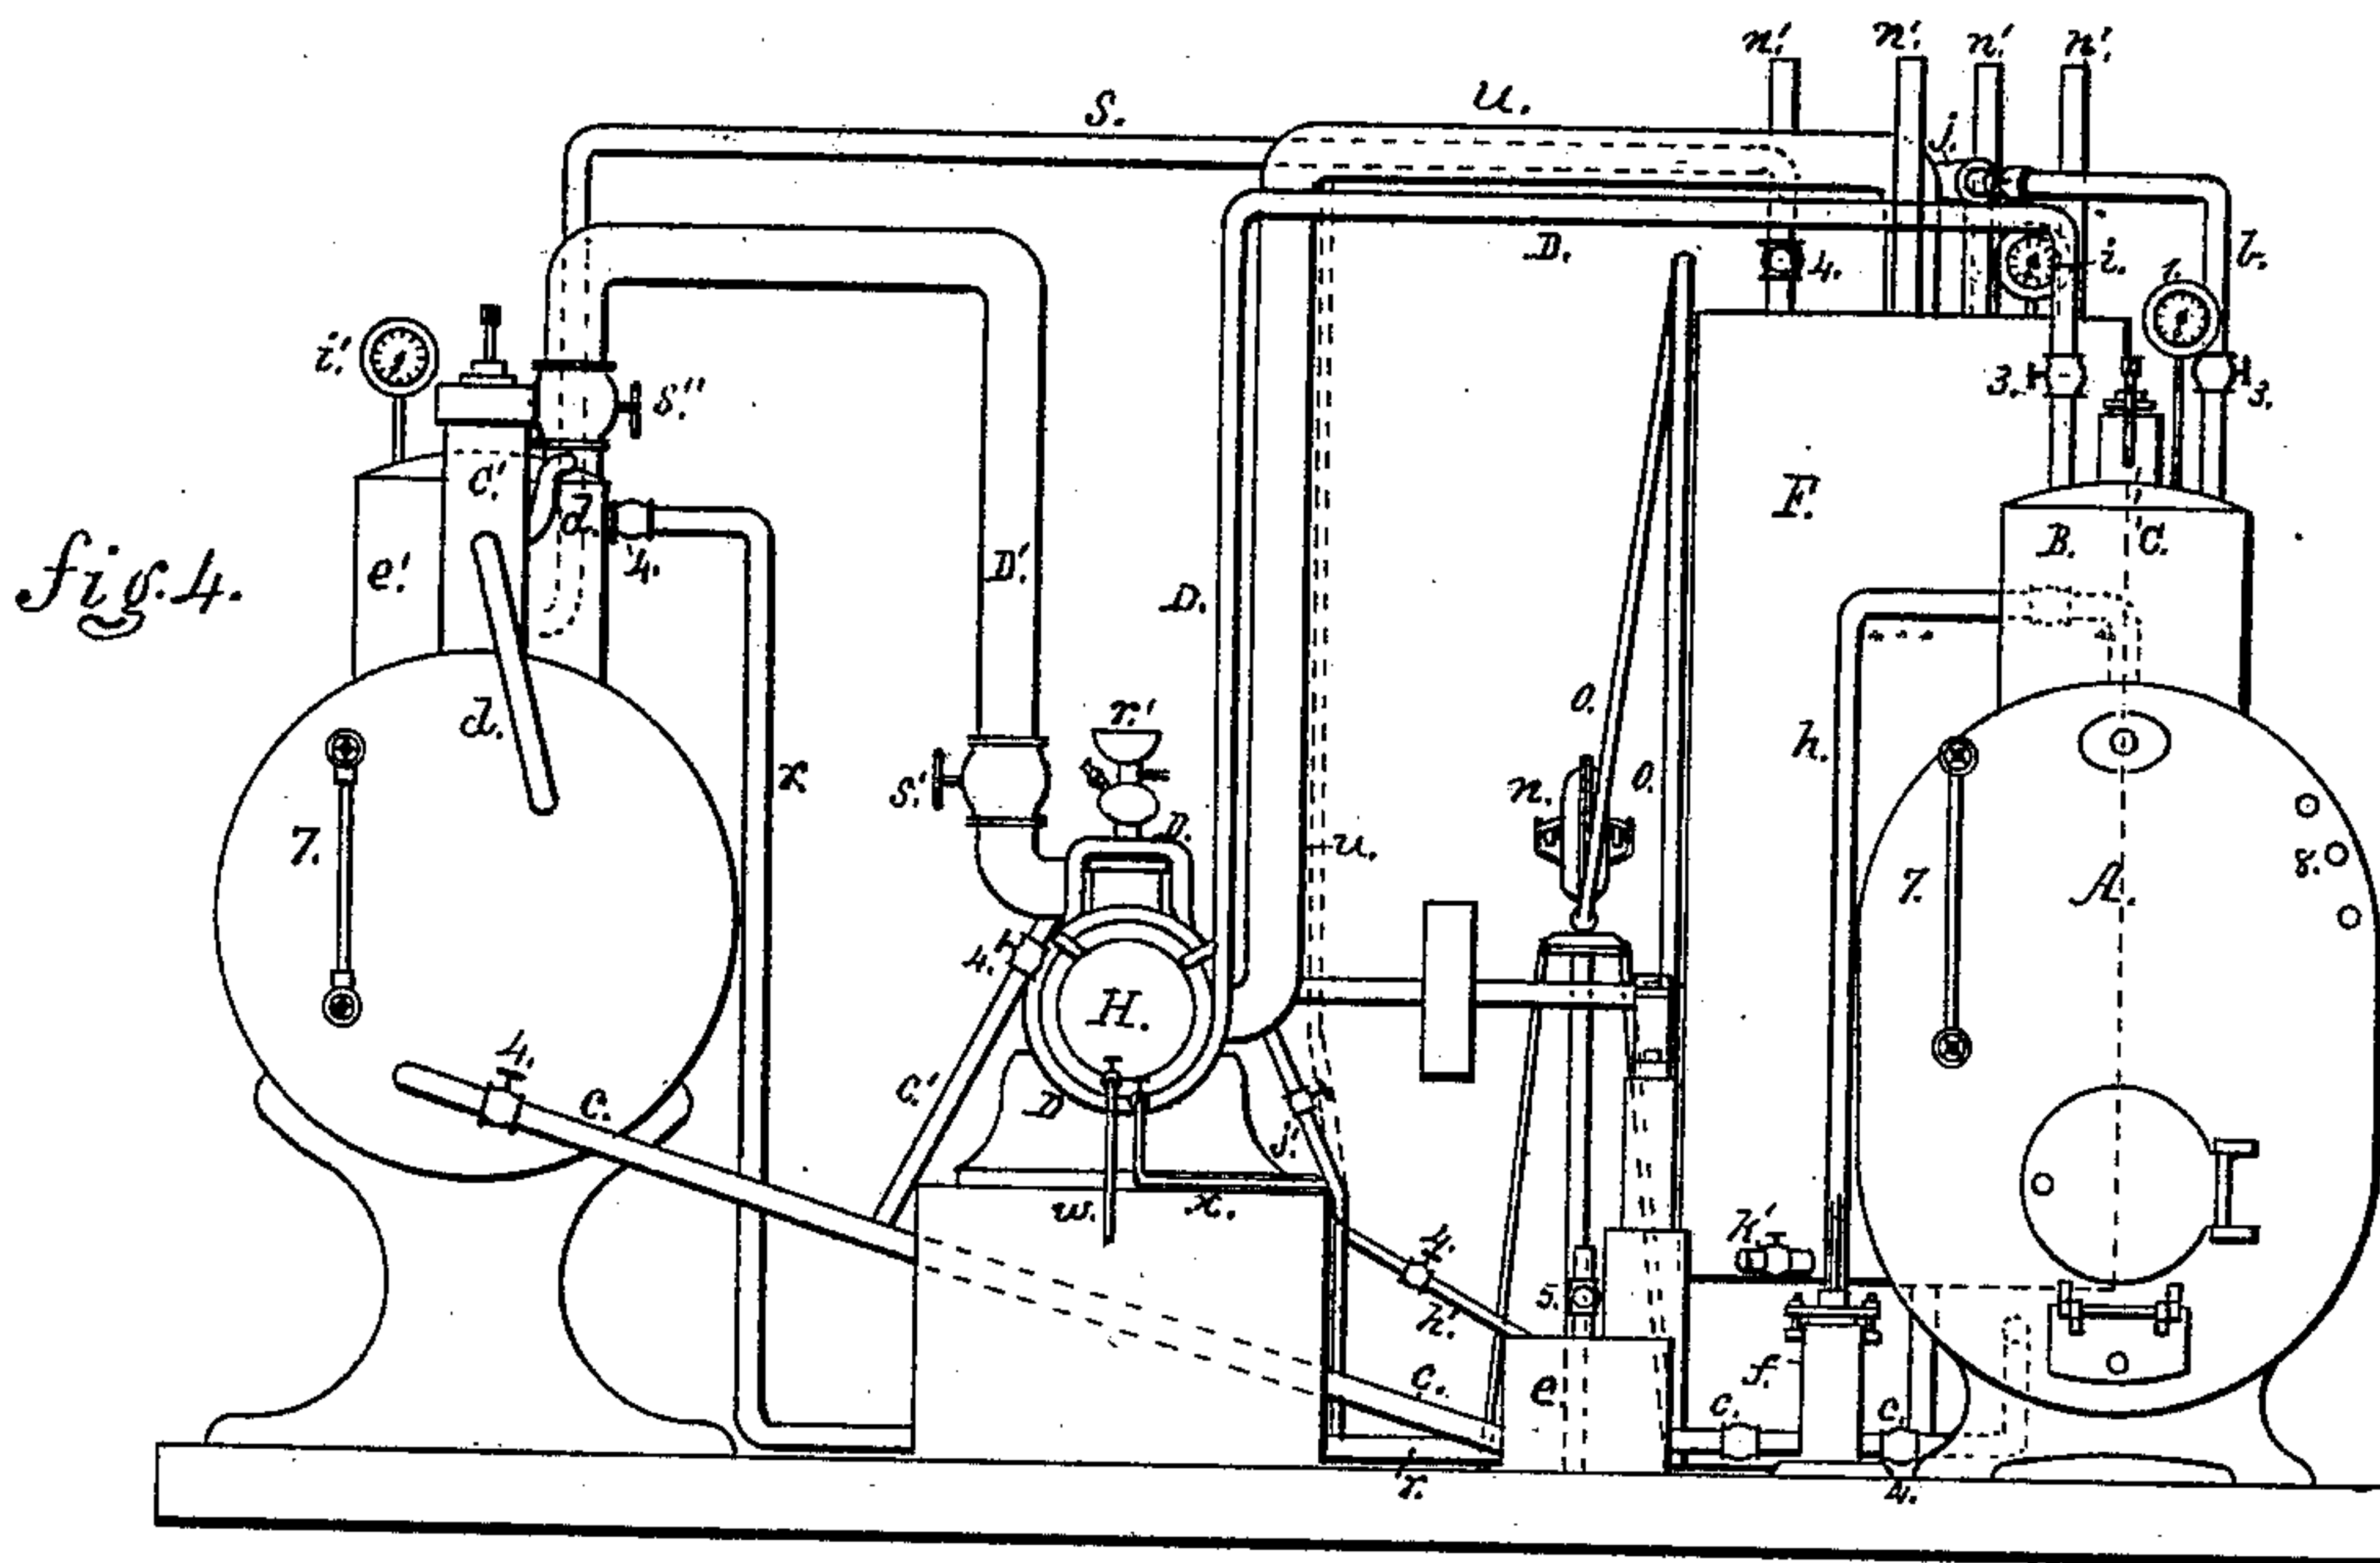 n'. n'. n'. n'.
S. U. j.
D. 4. i. 1. b.
i'. S''. 3. 3.
C'. d. 4. F. B. C.
fig. 4. e'. D'. D.
d. x O. h.
7. S'. r.' D. n. O. u. 7. A. 8.
4. H.
4. c. C'. D j'.
w. x. 4. k'
h'. 5.
c. e f. c. c.
r. 4.